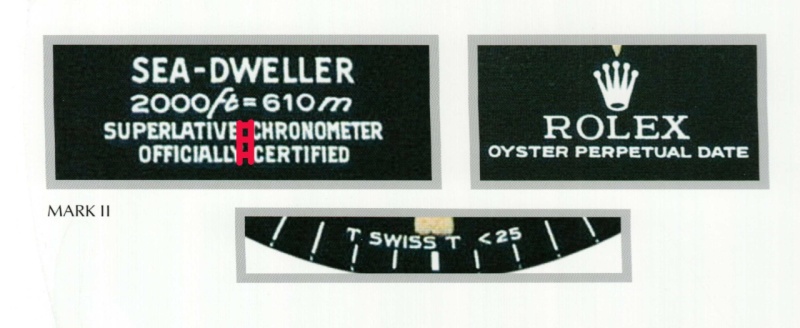 SEA-DWELLER
2000ft=610m
SUPERLATIVE CHRONOMETER
OFFICIALLY CERTIFIED
ROLEX
OYSTER PERPETUAL DATE
MARK II
T SWISS T <25